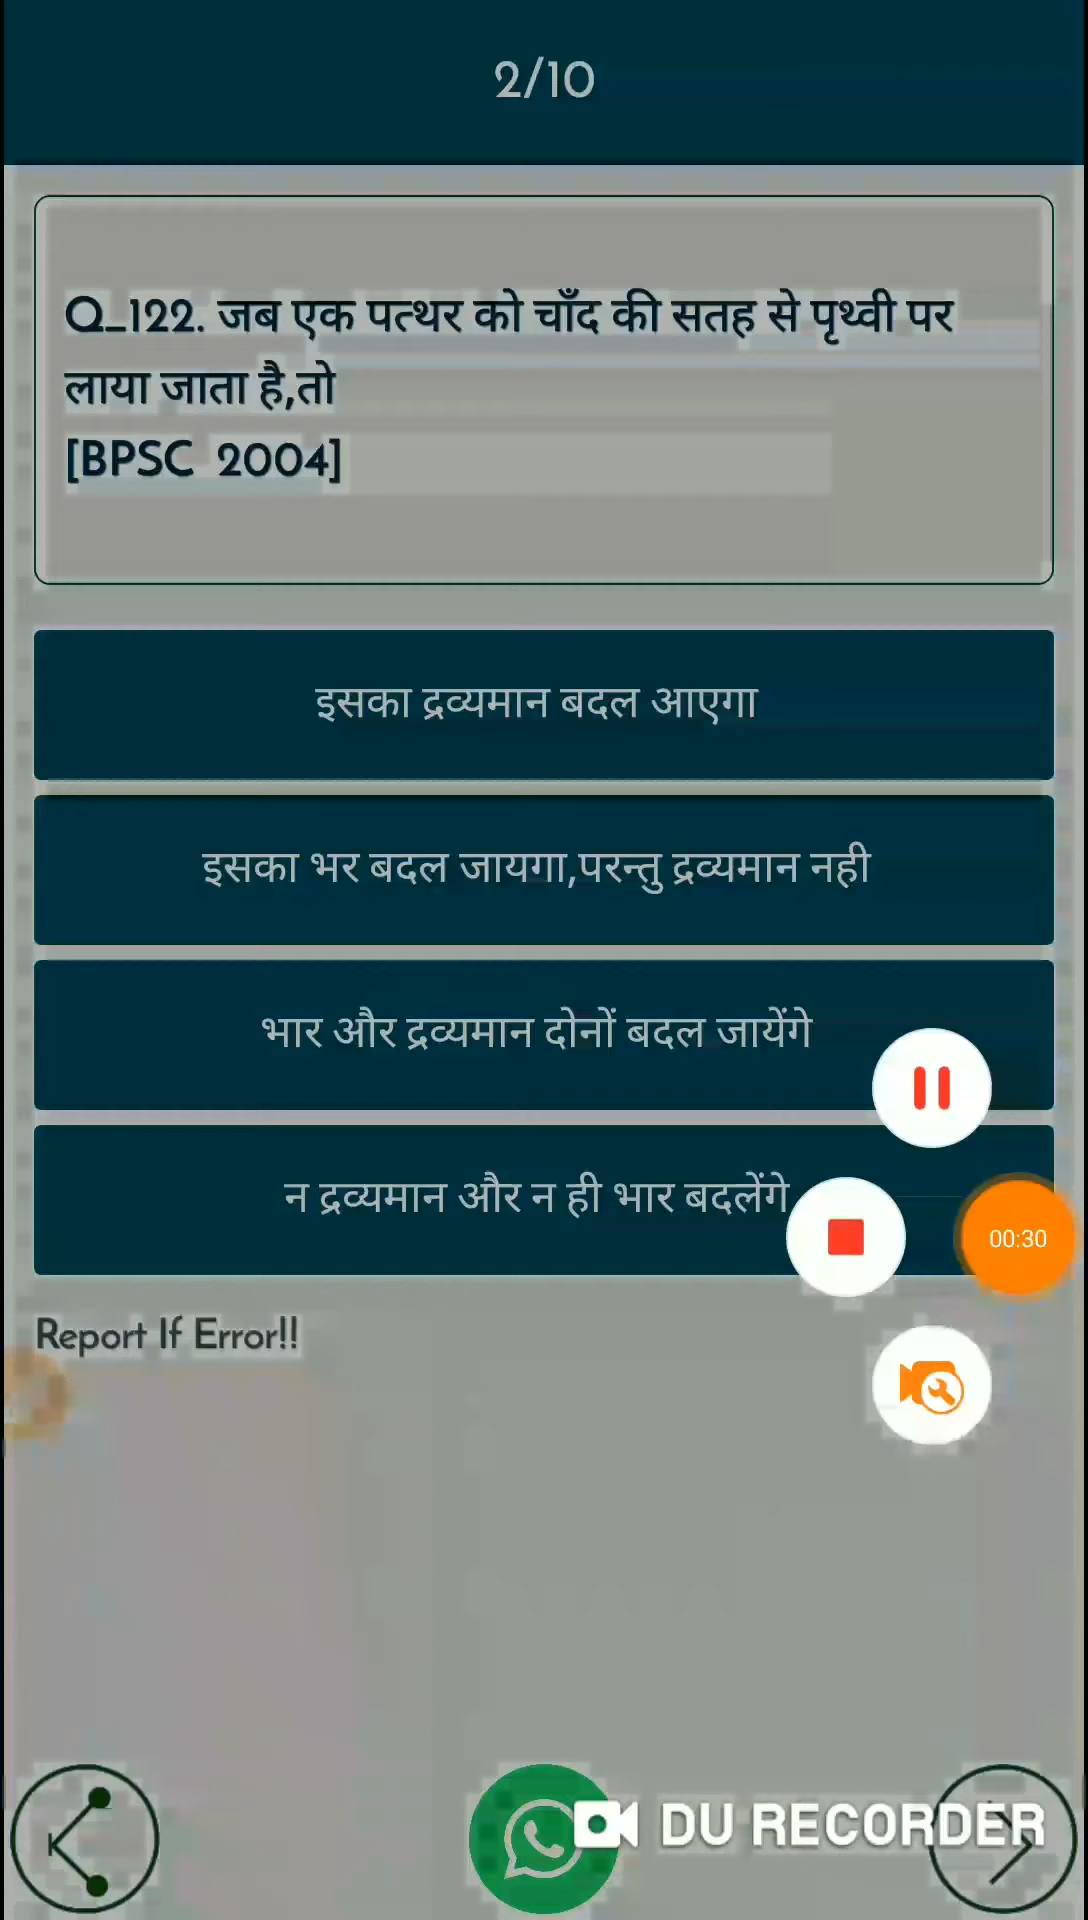 2/10
Q_122. जब एक पत्थर को चाँद की सतह से पृथ्वी पर
लाया जाता है,तो
[BPSC 2004]
इसका द्रव्यमान बदल आएगा
इसका भर बदल जायगा,परन्तु द्रव्यमान नही
भार और द्रव्यमान दोनों बदल जायेंगे
न द्रव्यमान और न ही भार बदलेंगे
00:30
Report If Error!!
DU RECORDER